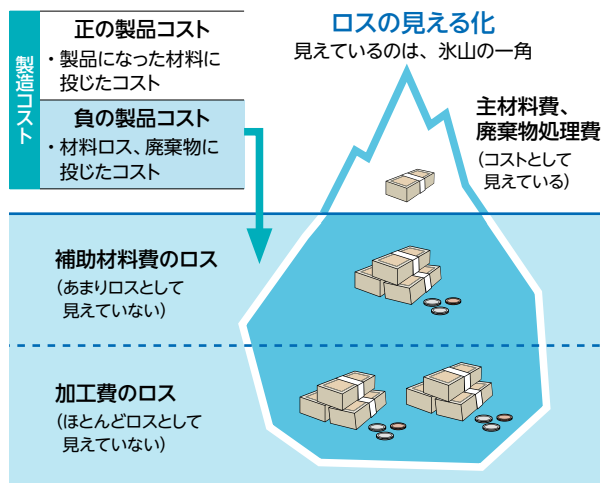 製造コスト
正の製品コスト
・製品になった材料に
投じたコスト
負の製品コスト
・材料ロス、廃棄物に
投じたコスト
ロスの見える化
見えているのは、氷山の一角
主材料費、
廃棄物処理費
(コストとして
見えている)
補助材料費のロス
(あまりロスとして
見えていない)
加工費のロス
(ほとんどロスとして
見えていない)